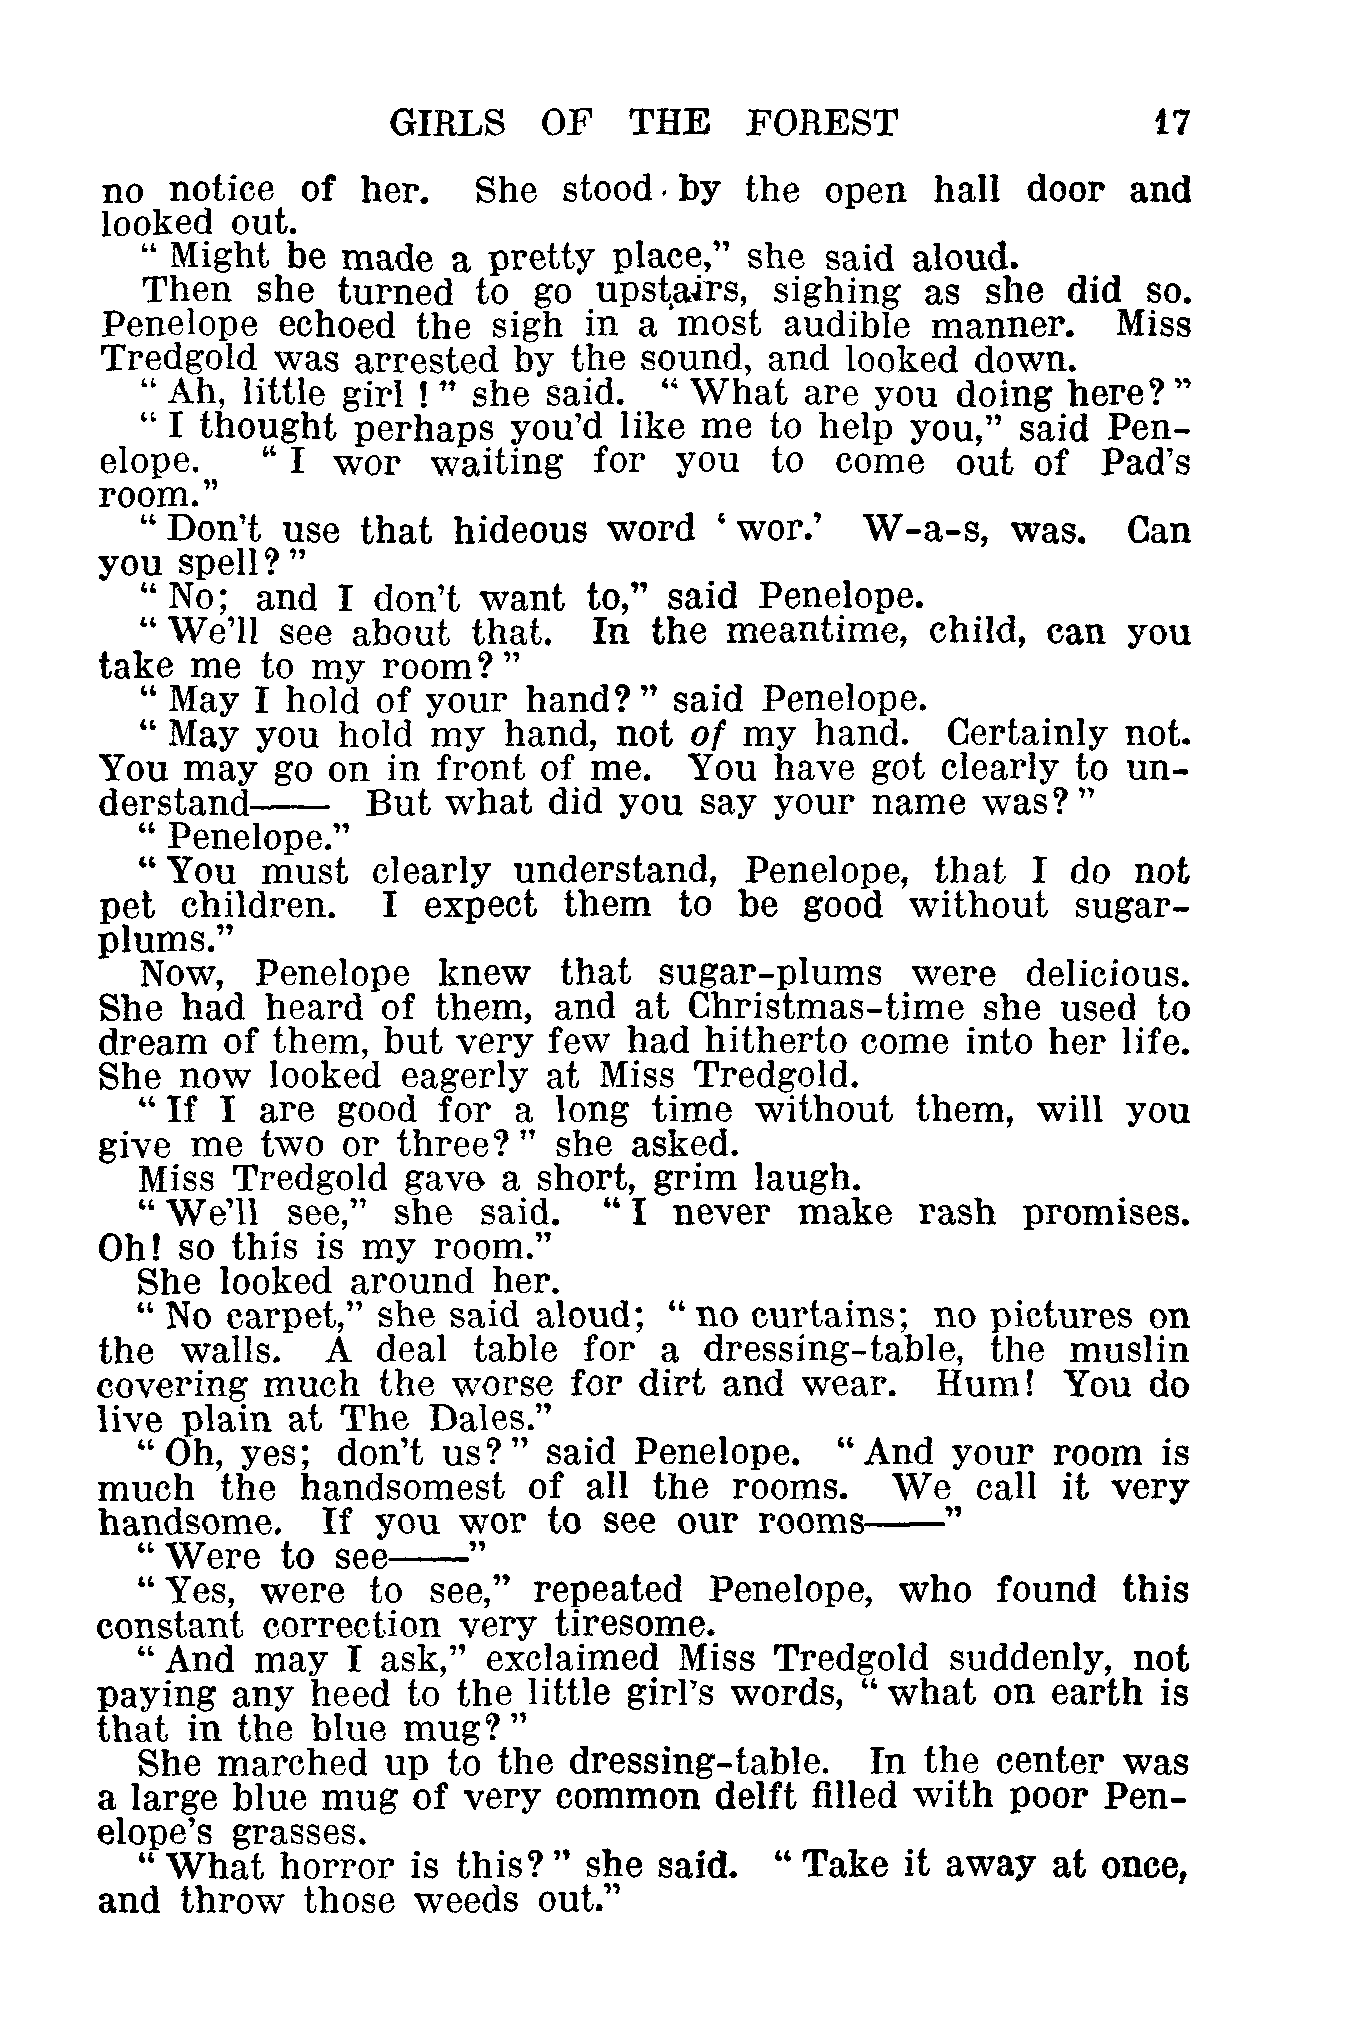 GIRLS OF THE FOREST 17
no notice of her. She stood by the open hall door and
looked out.
“ Might be made a pretty place,” she said aloud.
Then she turned to go upstairs, sighing as she did so.
Penelope echoed the sigh in a most audible manner. Miss
Tredgold was arrested by the sound, and looked down.
“ Ah, little girl ! ” she said. “ What are you doing here? ”
“ I thought perhaps you’d like me to help you,” said Pen-
elope. “ I wor waiting for you to come out of Pad’s
room.”
“ Don’t use that hideous word ‘ wor.’ W-a-s, was. Can
you spell? ”
“ No; and I don’t want to,” said Penelope.
“ We’ll see about that. In the meantime, child, can you
take me to my room? ”
“ May I hold of your hand? ” said Penelope.
“ May you hold my hand, not of my hand. Certainly not.
You may go on in front of me. You have got clearly to un-
derstand—— But what did you say your name was? ”
“ Penelope.”
“ You must clearly understand, Penelope, that I do not
pet children. I expect them to be good without sugar-
plums.”
Now, Penelope knew that sugar-plums were delicious.
She had heard of them, and at Christmas-time she used to
dream of them, but very few had hitherto come into her life.
She now looked eagerly at Miss Tredgold.
“ If I are good for a long time without them, will you
give me two or three? ” she asked.
Miss Tredgold gave a short, grim laugh.
“ We’ll see,” she said. “ I never make rash promises.
Oh! so this is my room.”
She looked around her.
“ No carpet,” she said aloud; “ no curtains; no pictures on
the walls. A deal table for a dressing-table, the muslin
covering much the worse for dirt and wear. Hum! You do
live plain at The Dales.”
“ Oh, yes; don’t us? ” said Penelope. “ And your room is
much the handsomest of all the rooms. We call it very
handsome. If you wor to see our rooms——”
“ Were to see——”
“ Yes, were to see,” repeated Penelope, who found this
constant correction very tiresome.
“ And may I ask,” exclaimed Miss Tredgold suddenly, not
paying any heed to the little girl’s words, “ what on earth is
that in the blue mug? ”
She marched up to the dressing-table. In the center was
a large blue mug of very common delft filled with poor Pen-
elope’s grasses.
“ What horror is this? ” she said. “ Take it away at once,
and throw those weeds out.”